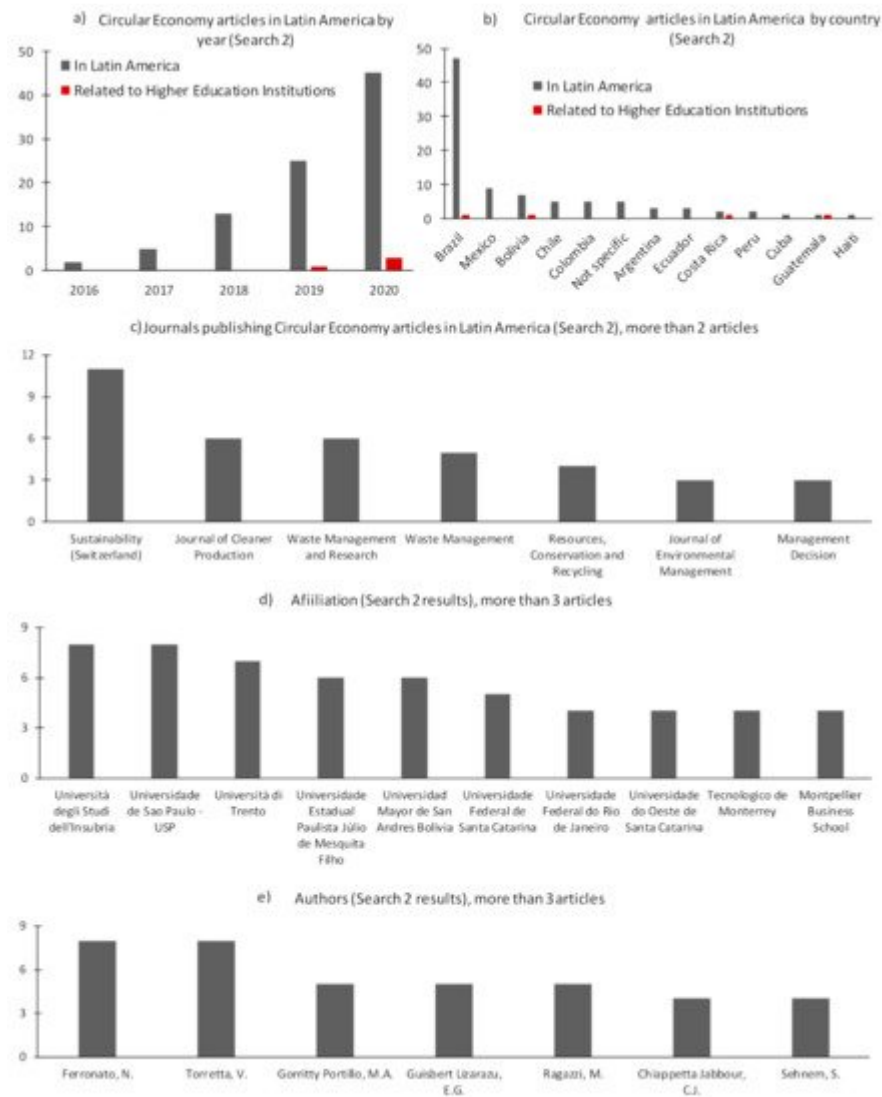 a) Circular Economy articles in Latin America by
year (Search 2)
50
40
30
20
10
0
In Latin America
Related to Higher Education Institutions
2016
2017
2018
2019
2020
b) Circular Economy articles in Latin America by country
(Search 2)
50
40
30
20
10
0
In Latin America
Related to Higher Education Institutions
Brazil
Mexico
Bolivia
Chile
Colombia
Not specific
Argentina
Ecuador
Costa Rica
Peru
Cuba
Guatemala
Haiti
c) Journals publishing Circular Economy articles in Latin America (Search 2), more than 2 articles
12
9
6
3
0
Sustainability
(Switzerland)
Journal of Cleaner
Production
Waste Management
and Research
Waste Management
Resources,
Conservation and
Recycling
Journal of
Environmental
Management
Management
Decision
d) Afiiliation (Search 2 results), more than 3 articles
9
6
3
0
Università
degli Studi
dell'Insubria
Universidade
de Sao Paulo -
USP
Università di
Trento
Universidade
Estadual
Paulista Júlio
de Mesquita
Filho
Universidad
Mayor de San
Andres Bolivia
Universidade
Federal de
Santa Catarina
Universidade
Federal do Rio
de Janeiro
Universidade
do Oeste de
Santa Catarina
Tecnologico de
Monterrey
Montpellier
Business
School
e) Authors (Search 2 results), more than 3 articles
9
6
3
0
Ferronato, N.
Torretta, V.
Gorritty Portillo, M.A.
Guisbert Lizarazu,
E.G.
Ragazzi, M.
Chiappetta Jabbour,
C.J.
Sehnem, S.